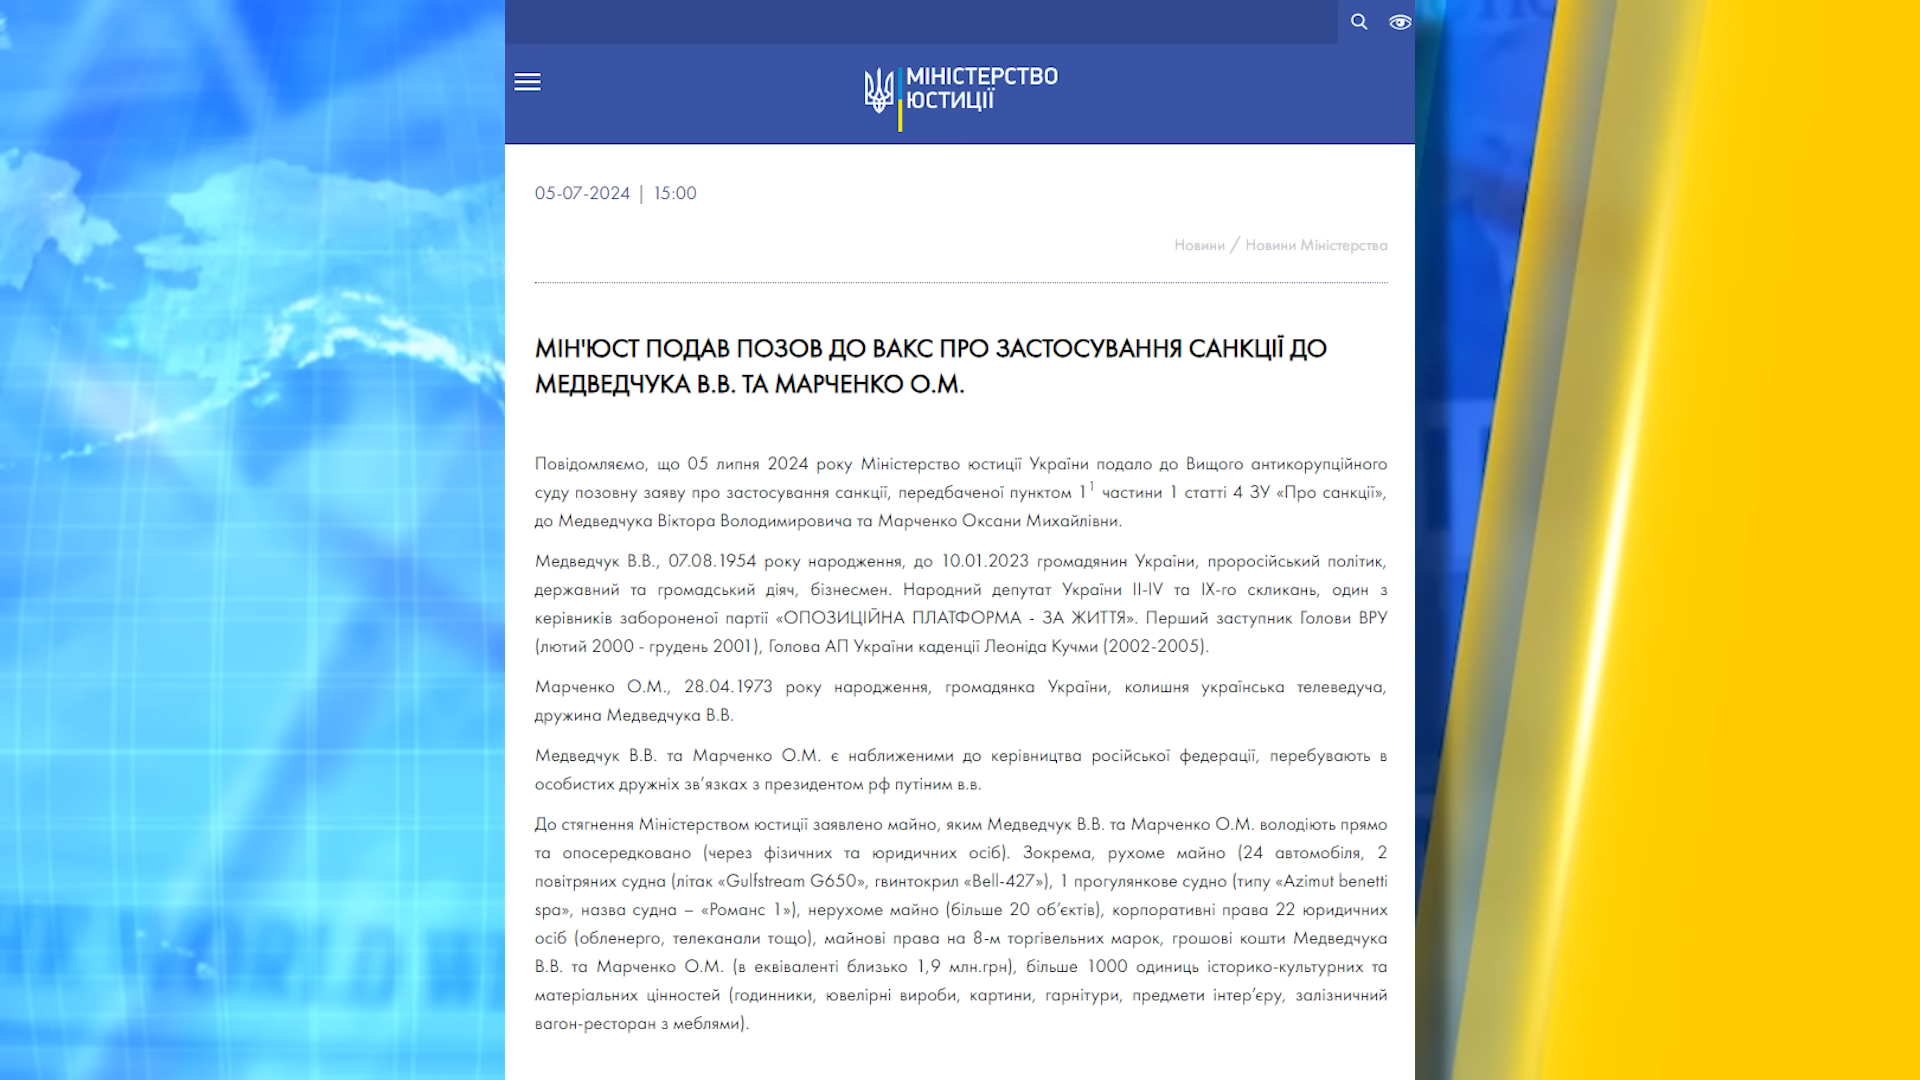 МІНІСТЕРСТВО
ЮСТИЦІЇ
05-07-2024 | 15:00
Новини / Новини Міністерства
МІН'ЮСТ ПОДАВ ПОЗОВ ДО ВАКС ПРО ЗАСТОСУВАННЯ САНКЦІЇ ДО
МЕДВЕДЧУКА В.В. ТА МАРЧЕНКО О.М.
Повідомляємо, що 05 липня 2024 року Міністерство юстиції України подало до Вищого антикорупційного
суду позовну заяву про застосування санкції, передбаченої пунктом 1¹ частини 1 статті 4 ЗУ «Про санкції»,
до Медведчука Віктора Володимировича та Марченко Оксани Михайлівни.
Медведчук В.В., 07.08.1954 року народження, до 10.01.2023 громадянин України, проросійський політик,
державний та громадський діяч, бізнесмен. Народний депутат України II-IV та IX-го скликань, один з
керівників забороненої партії «ОПОЗИЦІЙНА ПЛАТФОРМА - ЗА ЖИТТЯ». Перший заступник Голови ВРУ
(лютий 2000 - грудень 2001), Голова АП України каденції Леоніда Кучми (2002-2005).
Марченко О.М., 28.04.1973 року народження, громадянка України, колишня українська телеведуча,
дружина Медведчука В.В.
Медведчук В.В. та Марченко О.М. є наближеними до керівництва російської федерації, перебувають в
особистих дружніх зв’язках з президентом рф путіним в.в.
До стягнення Міністерством юстиції заявлено майно, яким Медведчук В.В. та Марченко О.М. володіють прямо
та опосередковано (через фізичних та юридичних осіб). Зокрема, рухоме майно (24 автомобіля, 2
повітряних судна (літак «Gulfstream G650», гвинтокрил «Bell-427»), 1 прогулянкове судно (типу «Azimut benetti
spa», назва судна – «Романс 1»), нерухоме майно (більше 20 об’єктів), корпоративні права 22 юридичних
осіб (обленерго, телеканали тощо), майнові права на 8-м торгівельних марок, грошові кошти Медведчука
В.В. та Марченко О.М. (в еквіваленті близько 1,9 млн.грн), більше 1000 одиниць історико-культурних та
матеріальних цінностей (годинники, ювелірні вироби, картини, гарнітури, предмети інтер’єру, залізничний
вагон-ресторан з меблями).